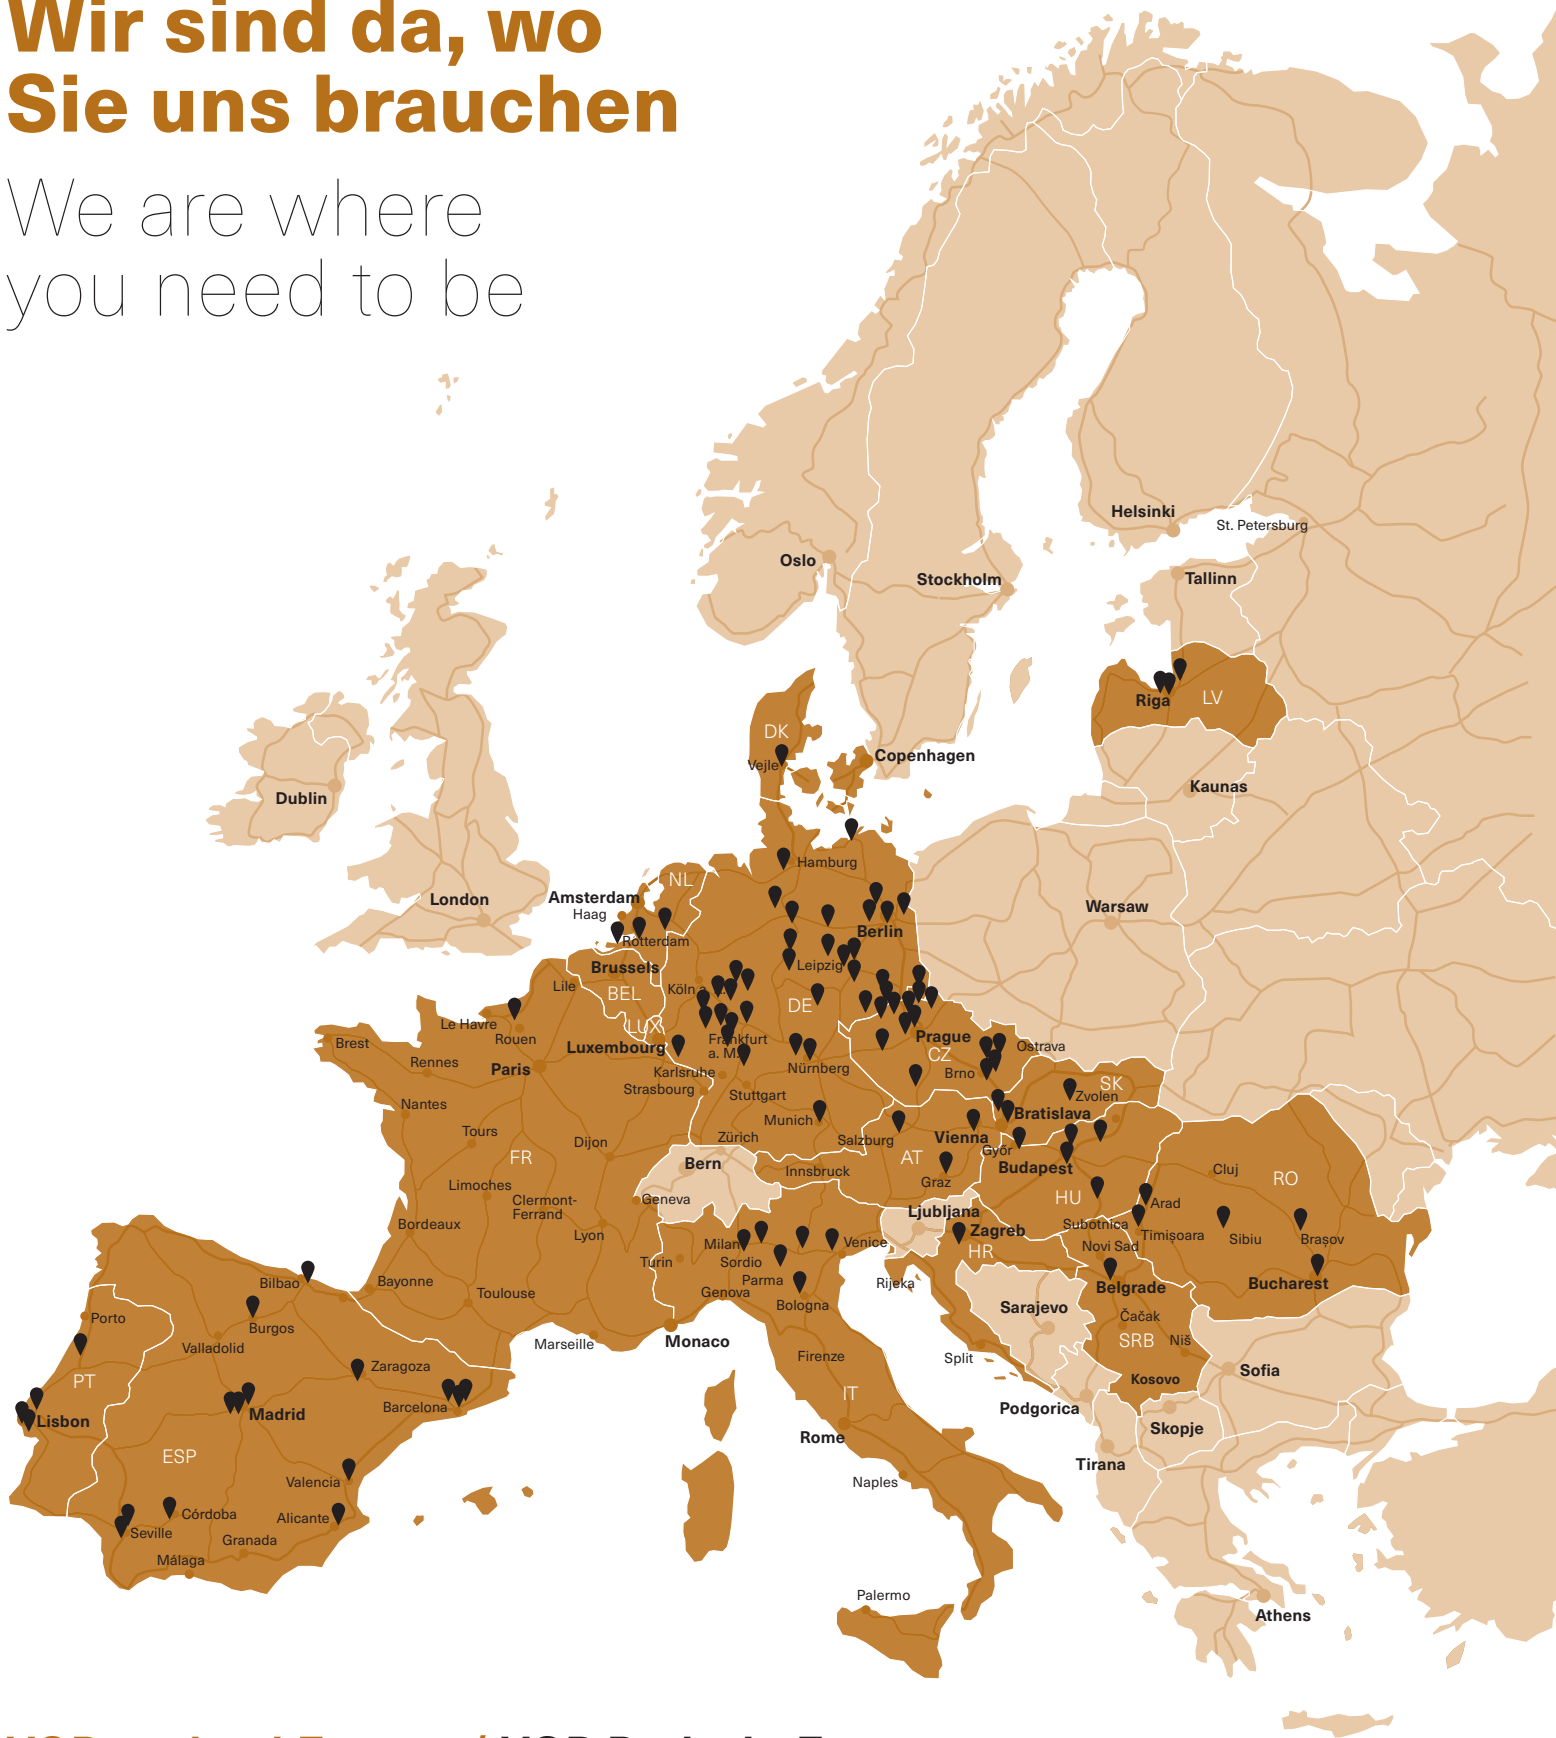 Wir sind da, wo
Sie uns brauchen
We are where
you need to be
Helsinki
St. Petersburg
Oslo
Stockholm
Tallinn
Riga
LV
DK
Vejle
Copenhagen
Kaunas
Dublin
Hamburg
NL
London
Amsterdam
Haag
Rotterdam
Berlin
Warsaw
Brussels
Leipzig
Lile
BEL
Köln a.
DE
Le Havre
Rouen
LUX
Luxembourg
Frankfurt
a. M.
Prague
CZ
Ostrava
Brest
Rennes
Paris
Karlsruhe
Nürnberg
Brno
SK
Strasbourg
Stuttgart
Zvolen
Nantes
Munich
Bratislava
Tours
Dijon
Zürich
Salzburg
Vienna
Győr
FR
Bern
Innsbruck
AT
Budapest
Cluj
RO
Limoches
Clermont-
Ferrand
Geneva
Graz
HU
Arad
Bordeaux
Lyon
Ljubljana
Zagreb
Subotnica
Timișoara
Sibiu
Brașov
Milan
Venice
HR
Novi Sad
Turin
Sordio
Parma
Genova
Bologna
Rijeka
Belgrade
Bucharest
Bilbao
Bayonne
Toulouse
Sarajevo
Čačak
Porto
Burgos
Valladolid
Marseille
Monaco
Firenze
Split
SRB
Niš
Zaragoza
PT
Kosovo
Sofia
Barcelona
IT
Podgorica
Lisbon
Madrid
Rome
Skopje
ESP
Tirana
Valencia
Naples
Córdoba
Alicante
Seville
Granada
Málaga
Palermo
Athens